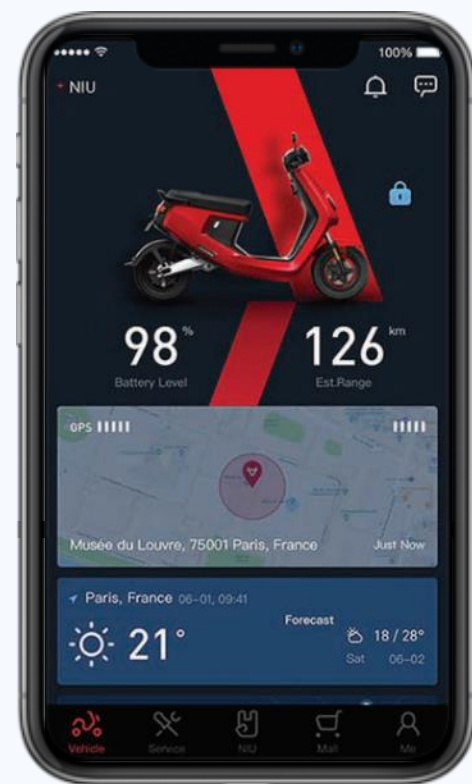 100%
NIU
98 %
126 km
Battery Level
Est.Range
GPS
Musée du Louvre, 75001 Paris, France
Just Now
Paris, France 06-01, 09:41
Forecast
21°
18 / 28°
Sat 06-02
Vehicle
Service
NIU
Mall
Me